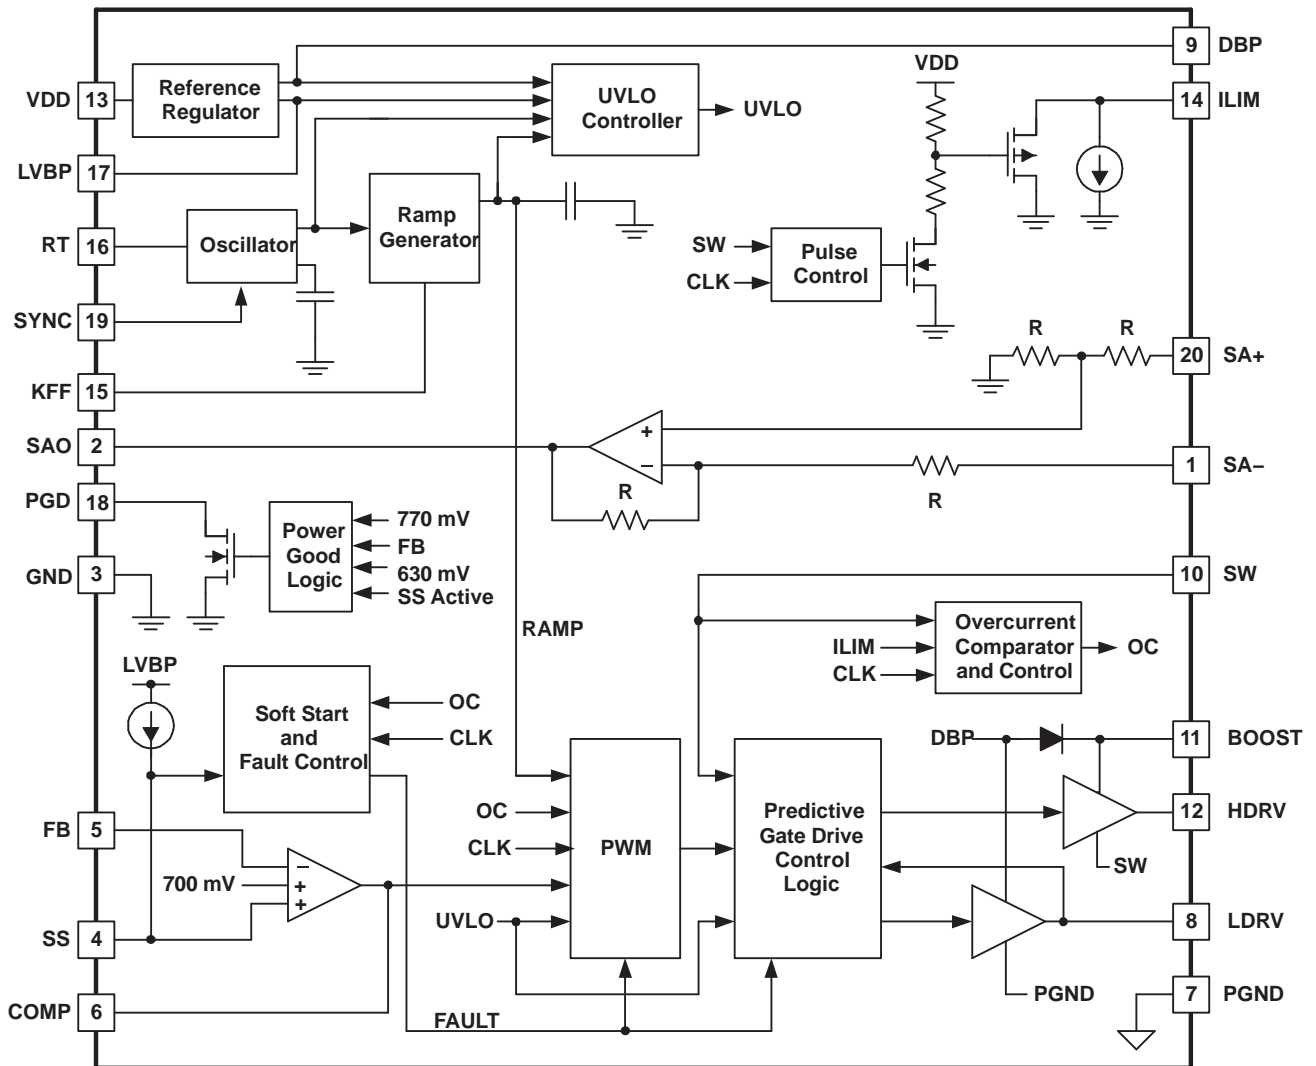 9 DBP
VDD
VDD 13
Reference
Regulator
UVLO
Controller
UVLO
14 ILIM
LVBP 17
RT 16
Oscillator
Ramp
Generator
SW
CLK
Pulse
Control
SYNC 19
R
R
20 SA+
KFF 15
SAO 2
+
−
1 SA−
R
R
PGD 18
Power
Good
Logic
770 mV
FB
630 mV
SS Active
GND 3
10 SW
RAMP
Overcurrent
Comparator
and Control
ILIM
CLK
OC
LVBP
Soft Start
and
Fault Control
OC
CLK
DBP
11 BOOST
OC
CLK
PWM
Predictive
Gate Drive
Control
Logic
12 HDRV
SW
FB 5
700 mV
−
+
+
UVLO
SS 4
8 LDRV
PGND
7 PGND
COMP 6
FAULT